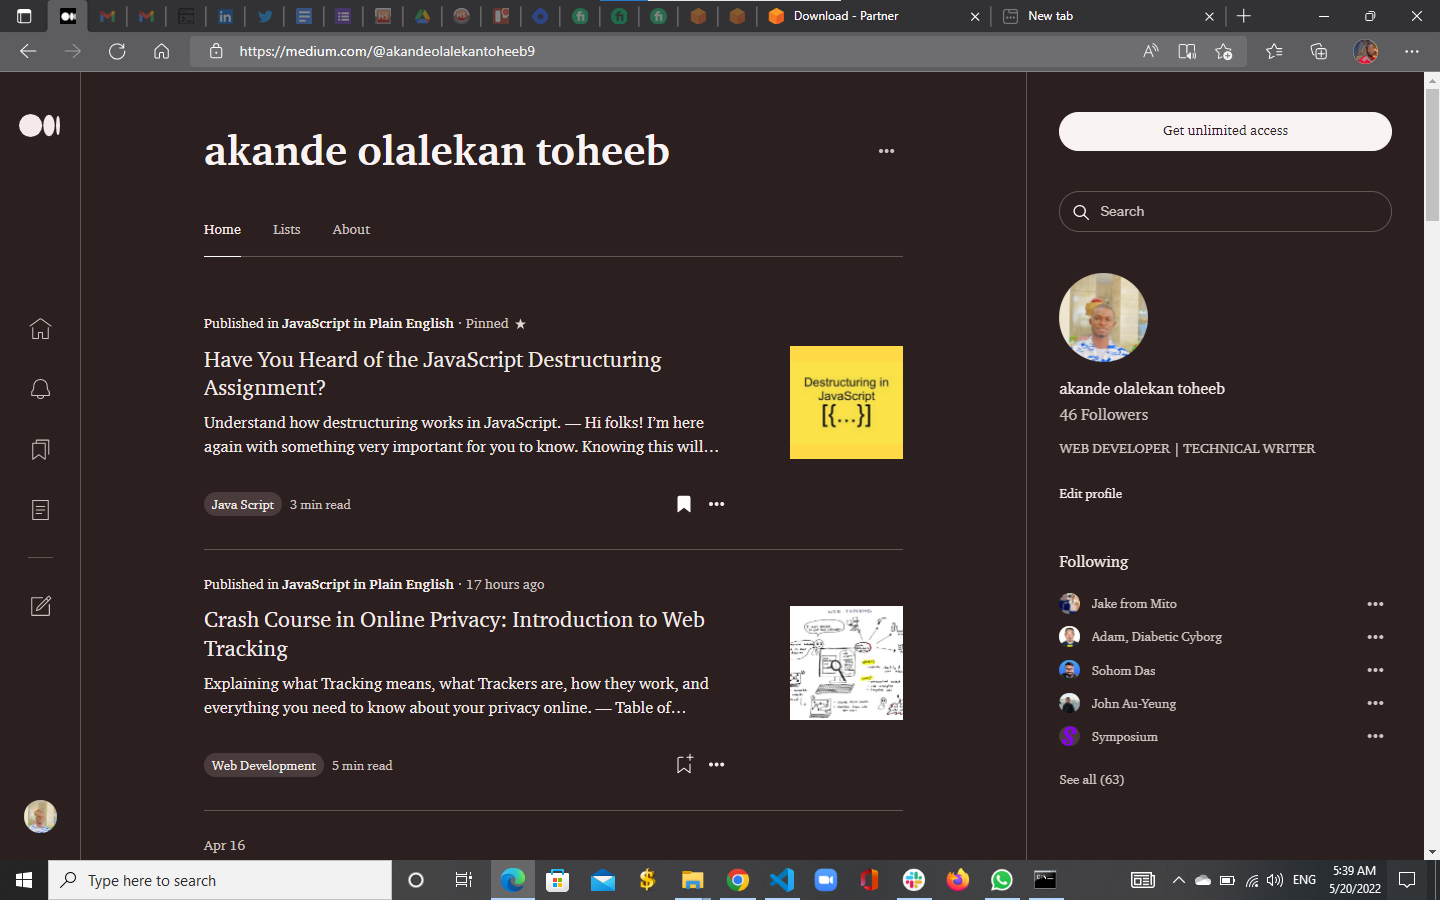 Download - Partner
New tab
https://medium.com/@akandeolalekantoheeb9
akande olalekan toheeb
Home
Lists
About
Published in JavaScript in Plain English · Pinned
Have You Heard of the JavaScript Destructuring
Assignment?
Understand how destructuring works in JavaScript. — Hi folks! I'm here
again with something very important for you to know. Knowing this will...
Destructuring in
JavaScript
[{...}]
Java Script
3 min read
Published in JavaScript in Plain English · 17 hours ago
Crash Course in Online Privacy: Introduction to Web
Tracking
Explaining what Tracking means, what Trackers are, how they work, and
everything you need to know about your privacy online. — Table of...
Web Development
5 min read
Apr 16
Get unlimited access
Search
akande olalekan toheeb
46 Followers
WEB DEVELOPER | TECHNICAL WRITER
Edit profile
Following
Jake from Mito
Adam, Diabetic Cyborg
Sohom Das
John Au-Yeung
Symposium
See all (63)
Type here to search
ENG
5:39 AM
5/20/2022